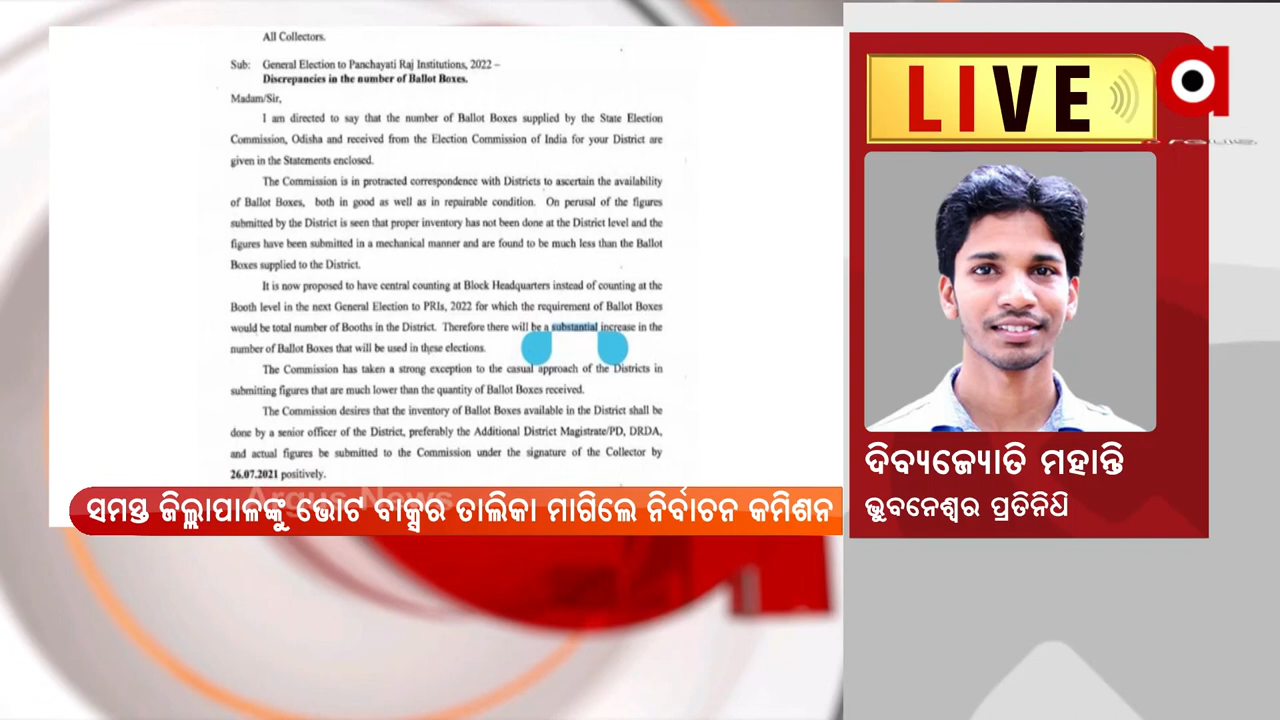 All Collectors.
Sub: General Election to Panchayati Raj Institutions, 2022 –
Discrepancies in the number of Ballot Boxes.
Madam/Sir,
I am directed to say that the number of Ballot Boxes supplied by the State Election
Commission, Odisha and received from the Election Commission of India for your District are
given in the Statements enclosed.
The Commission is in protracted correspondence with Districts to ascertain the availability
of Ballot Boxes, both in good as well as in repairable condition. On perusal of the figures
submitted by the District is seen that proper inventory has not been done at the District level and the
figures have been submitted in a mechanical manner and are found to be much less than the Ballot
Boxes supplied to the District.
It is now proposed to have central counting at Block Headquarters instead of counting at the
Booth level in the next General Election to PRIs, 2022 for which the requirement of Ballot Boxes
would be total number of Booths in the District. Therefore there will be a substantial increase in the
number of Ballot Boxes that will be used in these elections.
The Commission has taken a strong exception to the casual approach of the Districts in
submitting figures that are much lower than the quantity of Ballot Boxes received.
The Commission desires that the inventory of Ballot Boxes available in the District shall be
done by a senior officer of the District, preferably the Additional District Magistrate/PD, DRDA,
and actual figures be submitted to the Commission under the signature of the Collector by
26.07.2021 positively.
Argus News
ସମସ୍ତ ଜିଲ୍ଲାପାଳଙ୍କୁ ଭୋଟ ବାକ୍ସର ତାଲିକା ମାଗିଲେ ନିର୍ବାଚନ କମିଶନ
LIVE
ଦିବ୍ୟଜ୍ୟୋତି ମହାନ୍ତି
ଭୁବନେଶ୍ୱର ପ୍ରତିନିଧି